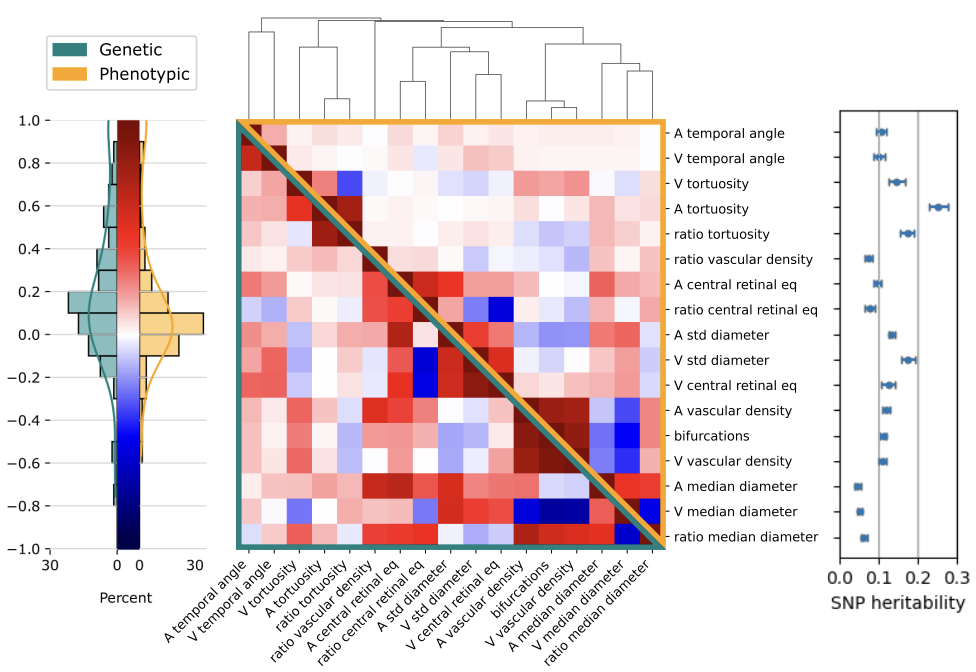 Genetic
Phenotypic
1.0
0.8
0.6
0.4
0.2
0.0
−0.2
−0.4
−0.6
−0.8
−1.0
30 0 0 30
Percent
A temporal angle
V temporal angle
V tortuosity
A tortuosity
ratio tortuosity
ratio vascular density
A central retinal eq
ratio central retinal eq
A std diameter
V std diameter
V central retinal eq
A vascular density
bifurcations
V vascular density
A median diameter
V median diameter
ratio median diameter
A temporal angle
V temporal angle
V tortuosity
A tortuosity
ratio tortuosity
ratio vascular density
A central retinal eq
ratio central retinal eq
A std diameter
V std diameter
V central retinal eq
A vascular density
bifurcations
V vascular density
A median diameter
V median diameter
ratio median diameter
0.0 0.1 0.2 0.3
SNP heritability